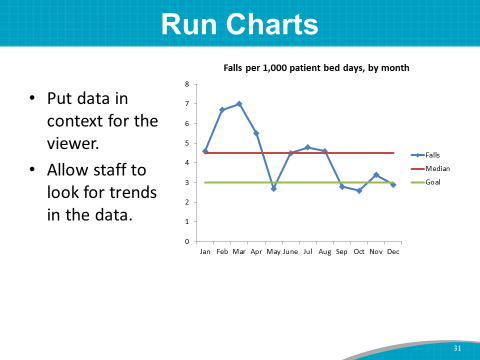 Run Charts
• Put data in
context for the
viewer.
• Allow staff to
look for trends
in the data.
Falls per 1,000 patient bed days, by month
8
7
6
5
4
3
2
1
0
Jan Feb Mar Apr May June Jul Aug Sep Oct Nov Dec
Falls
Median
Goal
31